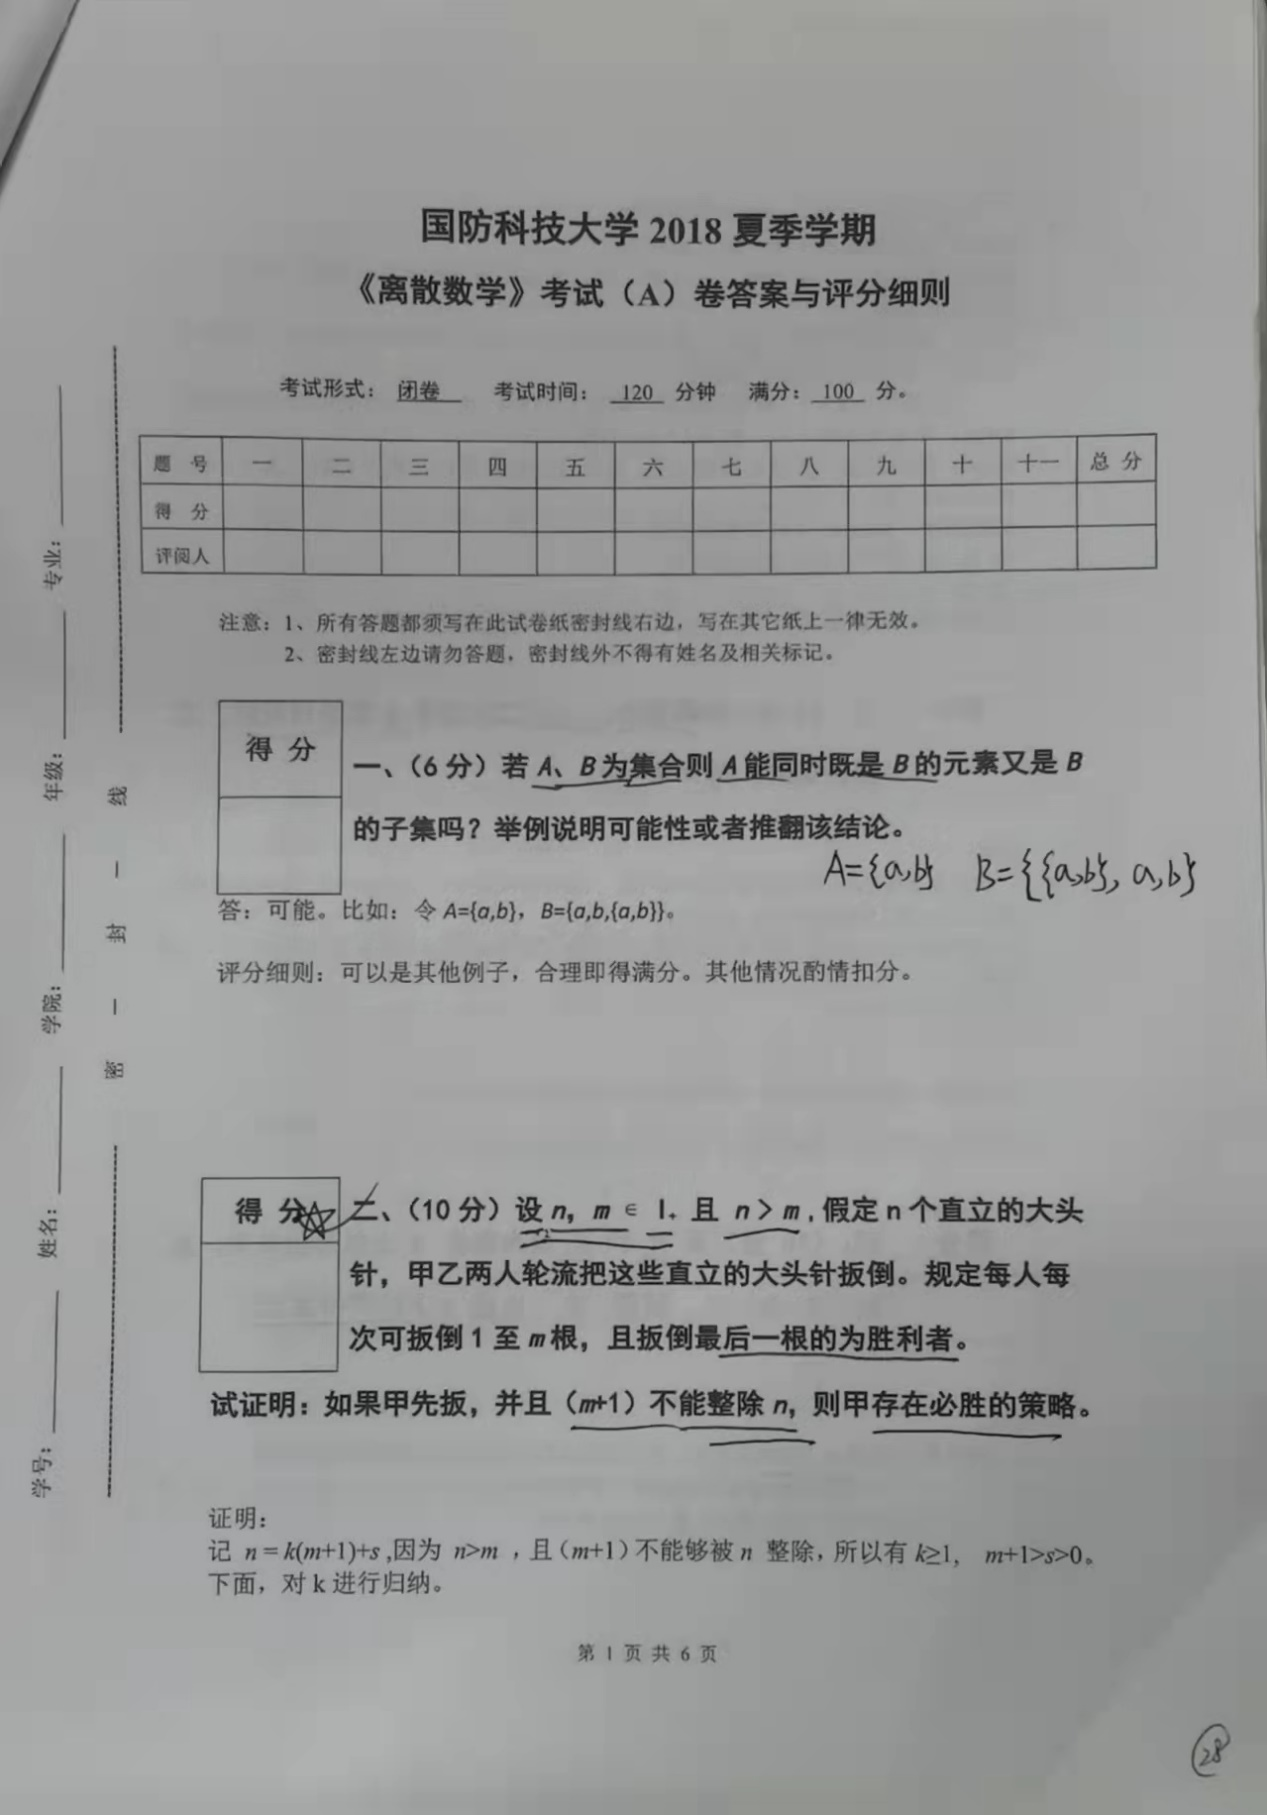 国防科技大学 2018 夏季学期
《离散数学》考试（A）卷答案与评分细则
考试形式： 闭卷 考试时间： 120 分钟 满分： 100 分。
题 号 一 二 三 四 五 六 七 八 九 十 十一 总 分
得 分
评阅人
注意：1、所有答题都须写在此试卷纸密封线右边，写在其它纸上一律无效。
2、密封线左边请勿答题，密封线外不得有姓名及相关标记。
得 分
一、（6 分）若 A、B 为集合则 A 能同时既是 B 的元素又是 B
的子集吗？举例说明可能性或者推翻该结论。
A={a,b} B={{a,b}, a,b}
答：可能。比如：令 A={a,b}，B={a,b,{a,b}}。
评分细则：可以是其他例子，合理即得满分。其他情况酌情扣分。
得 分
二、（10 分）设 n，m ∈ I+ 且 n > m , 假定 n 个直立的大头
针，甲乙两人轮流把这些直立的大头针扳倒。规定每人每
次可扳倒 1 至 m 根，且扳倒最后一根的为胜利者。
试证明：如果甲先扳，并且（m+1）不能整除 n，则甲存在必胜的策略。
证明：
记 n = k(m+1)+s ,因为 n>m ，且（m+1）不能够被 n 整除，所以有 k≥1, m+1>s>0。
下面，对 k 进行归纳。
第 1 页 共 6 页
28
学号： 姓名： 学院： 年级： 专业：
密 — 封 — 线